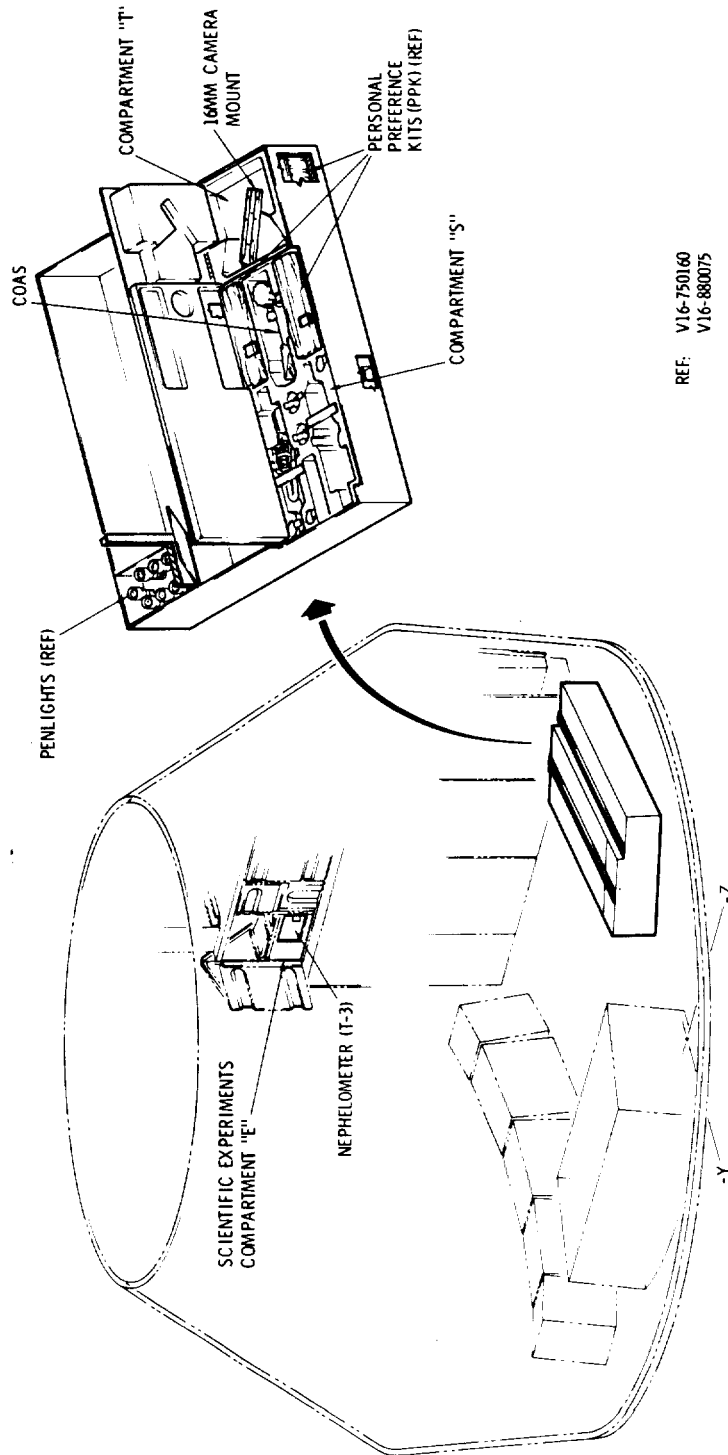 PENLIGHTS (REF)
COAS
COMPARTMENT "T"
16MM CAMERA
MOUNT
PERSONAL
PREFERENCE
KITS (PPK) (REF)
COMPARTMENT "S"
SCIENTIFIC EXPERIMENTS
COMPARTMENT "E"
NEPHELOMETER (T-3)
-Y
-Z
REF: V16-750160
V16-880075